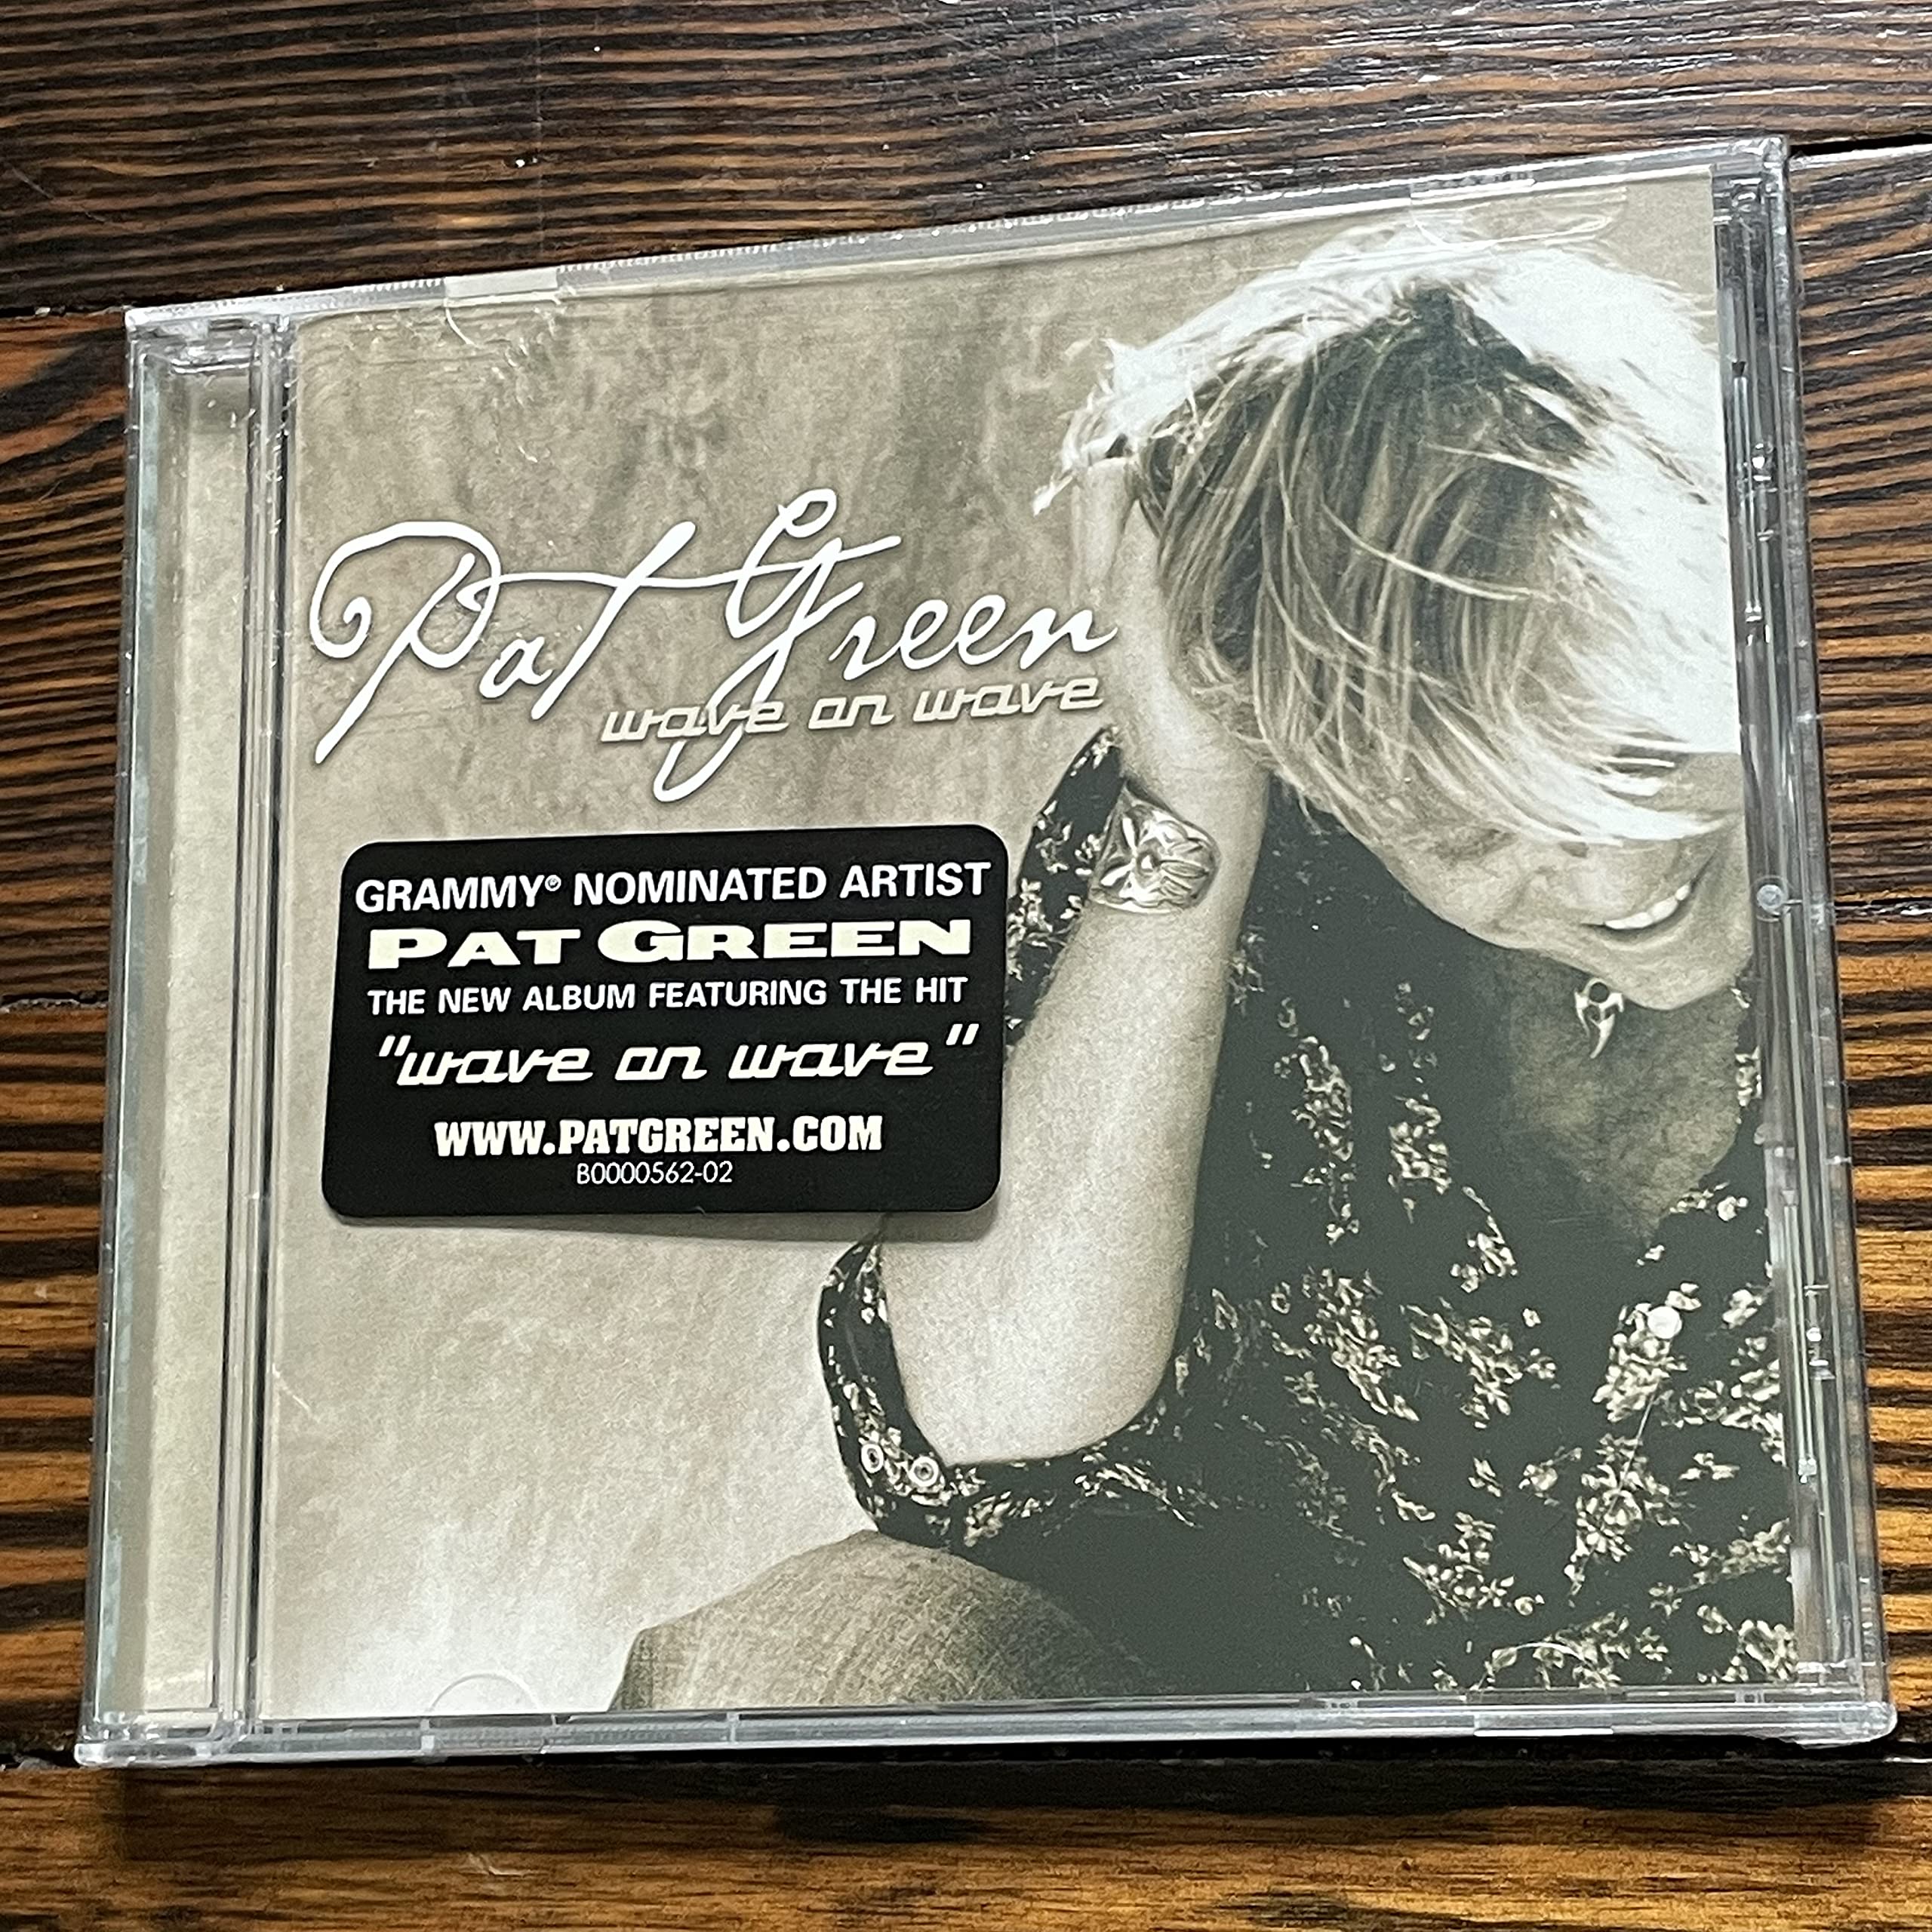 Pat Green
wave on wave
GRAMMY® NOMINATED ARTIST
PAT GREEN
THE NEW ALBUM FEATURING THE HIT
"wave on wave"
WWW.PATGREEN.COM
B0000562-02